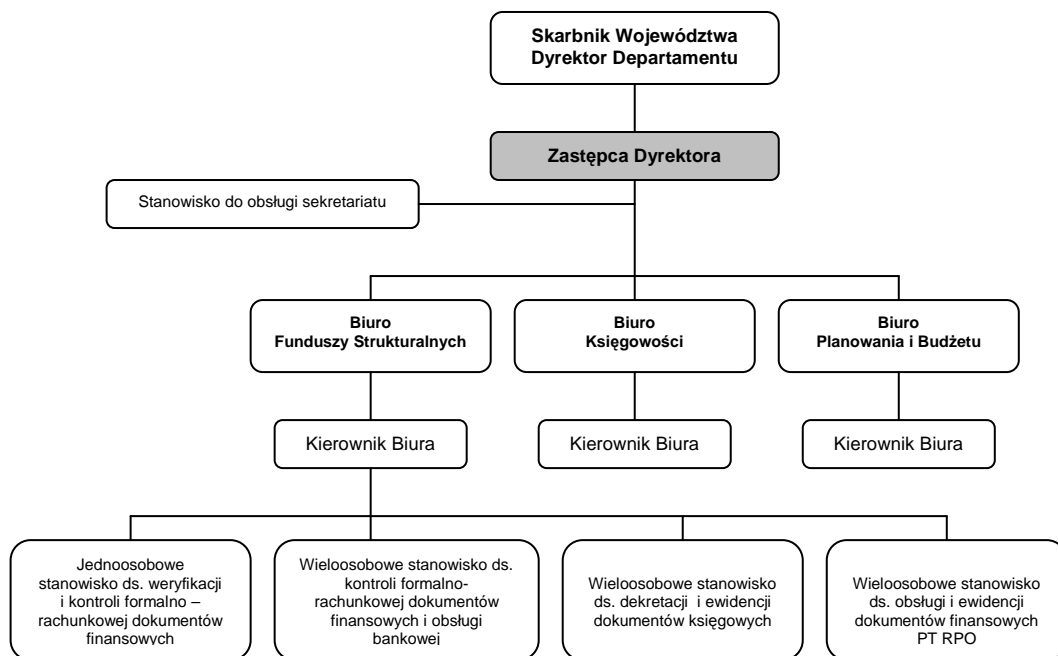 Skarbnik Województwa
Dyrektor Departamentu
Zastępca Dyrektora
Stanowisko do obsługi sekretariatu
Biuro
Funduszy Strukturalnych
Biuro
Księgowości
Biuro
Planowania i Budżetu
Kierownik Biura
Kierownik Biura
Kierownik Biura
Jednoosobowe
stanowisko ds. weryfikacji
i kontroli formalno –
rachunkowej dokumentów
finansowych
Wieloosobowe stanowisko ds.
kontroli formalno-
rachunkowej dokumentów
finansowych i obsługi
bankowej
Wieloosobowe stanowisko
ds. dekretacji i ewidencji
dokumentów księgowych
Wieloosobowe stanowisko
ds. obsługi i ewidencji
dokumentów finansowych
PT RPO